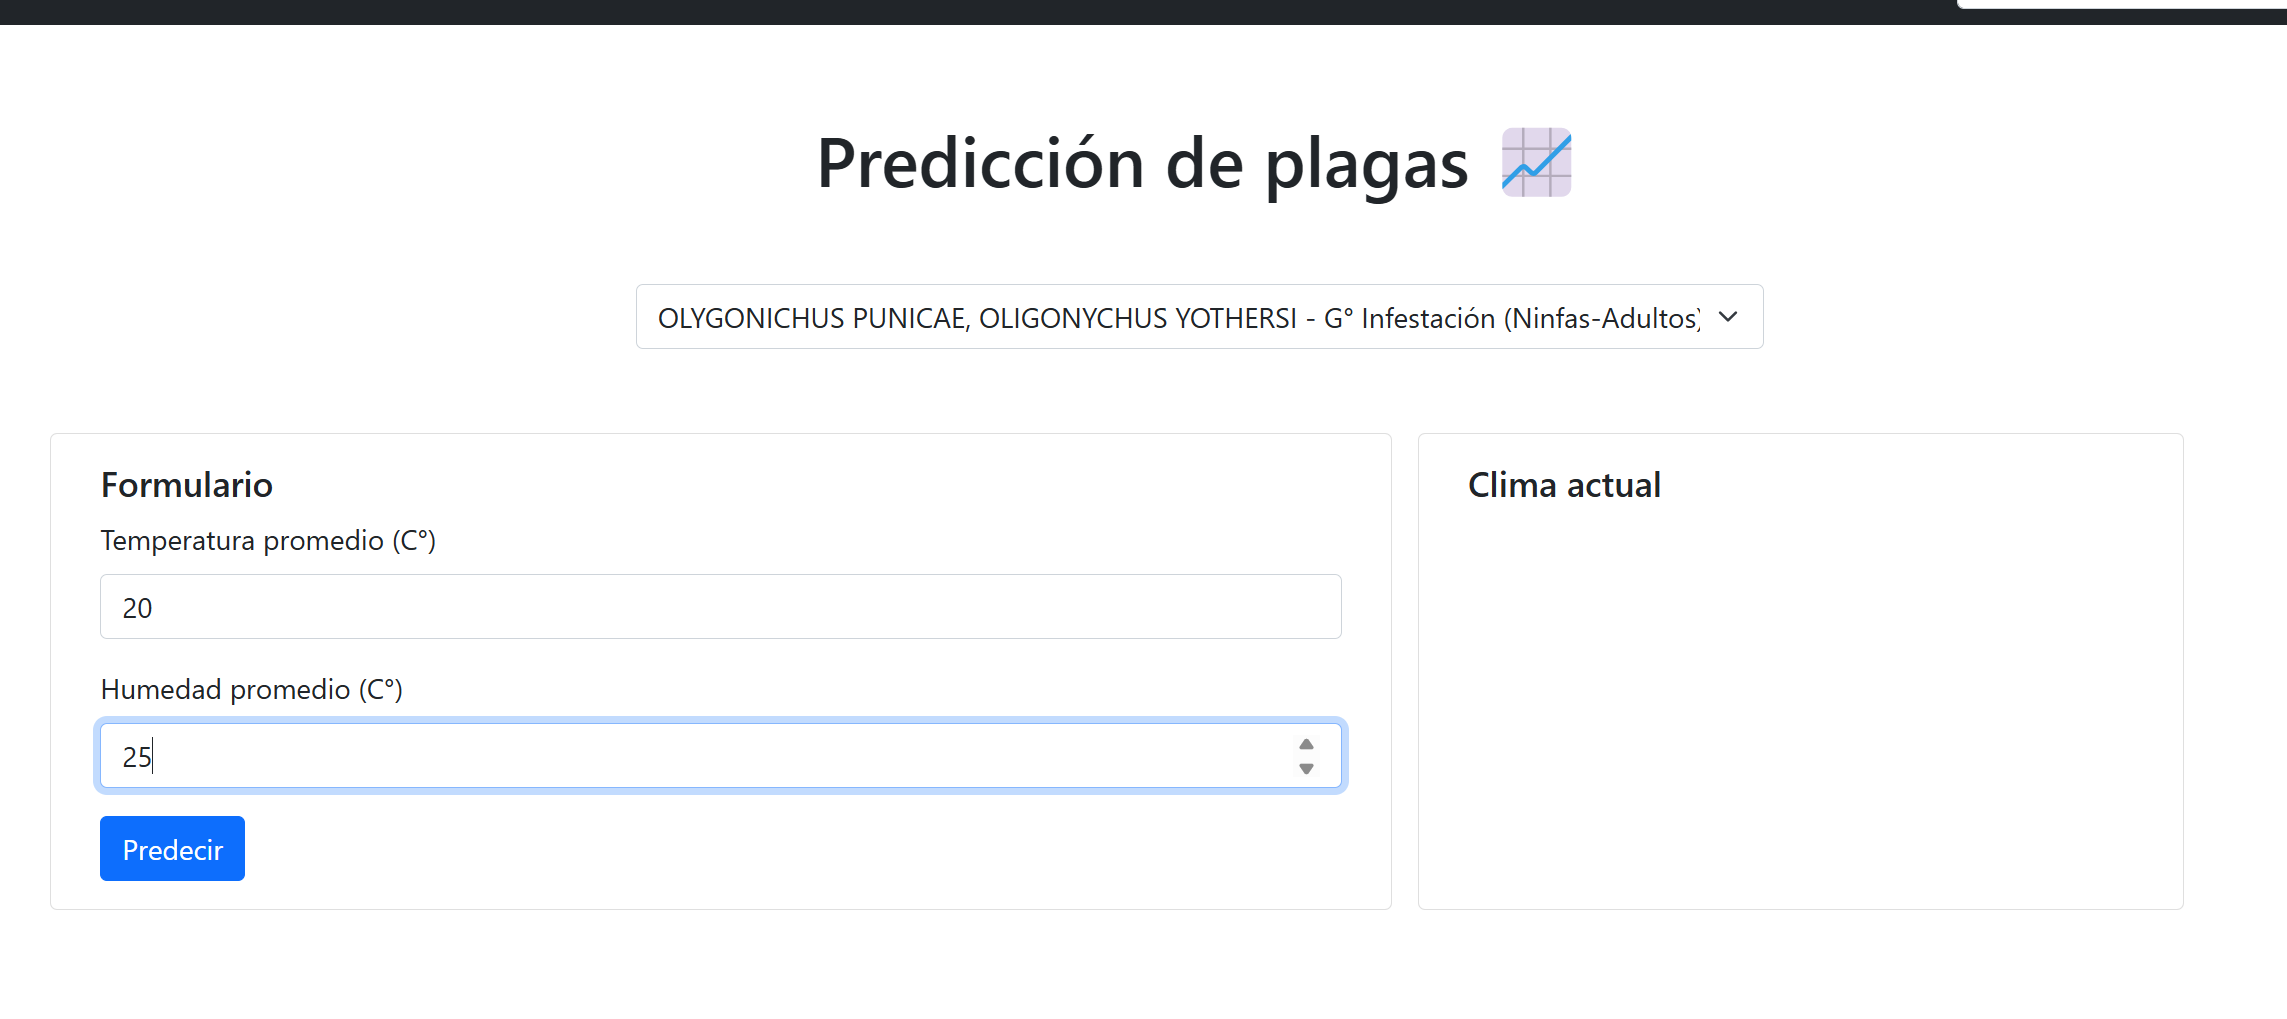 Predicción de plagas
OLYGONICHUS PUNICAE, OLIGONYCHUS YOTHERSI - G° Infestación (Ninfas-Adultos)
Formulario
Temperatura promedio (C°)
20
Humedad promedio (C°)
25
Predecir
Clima actual